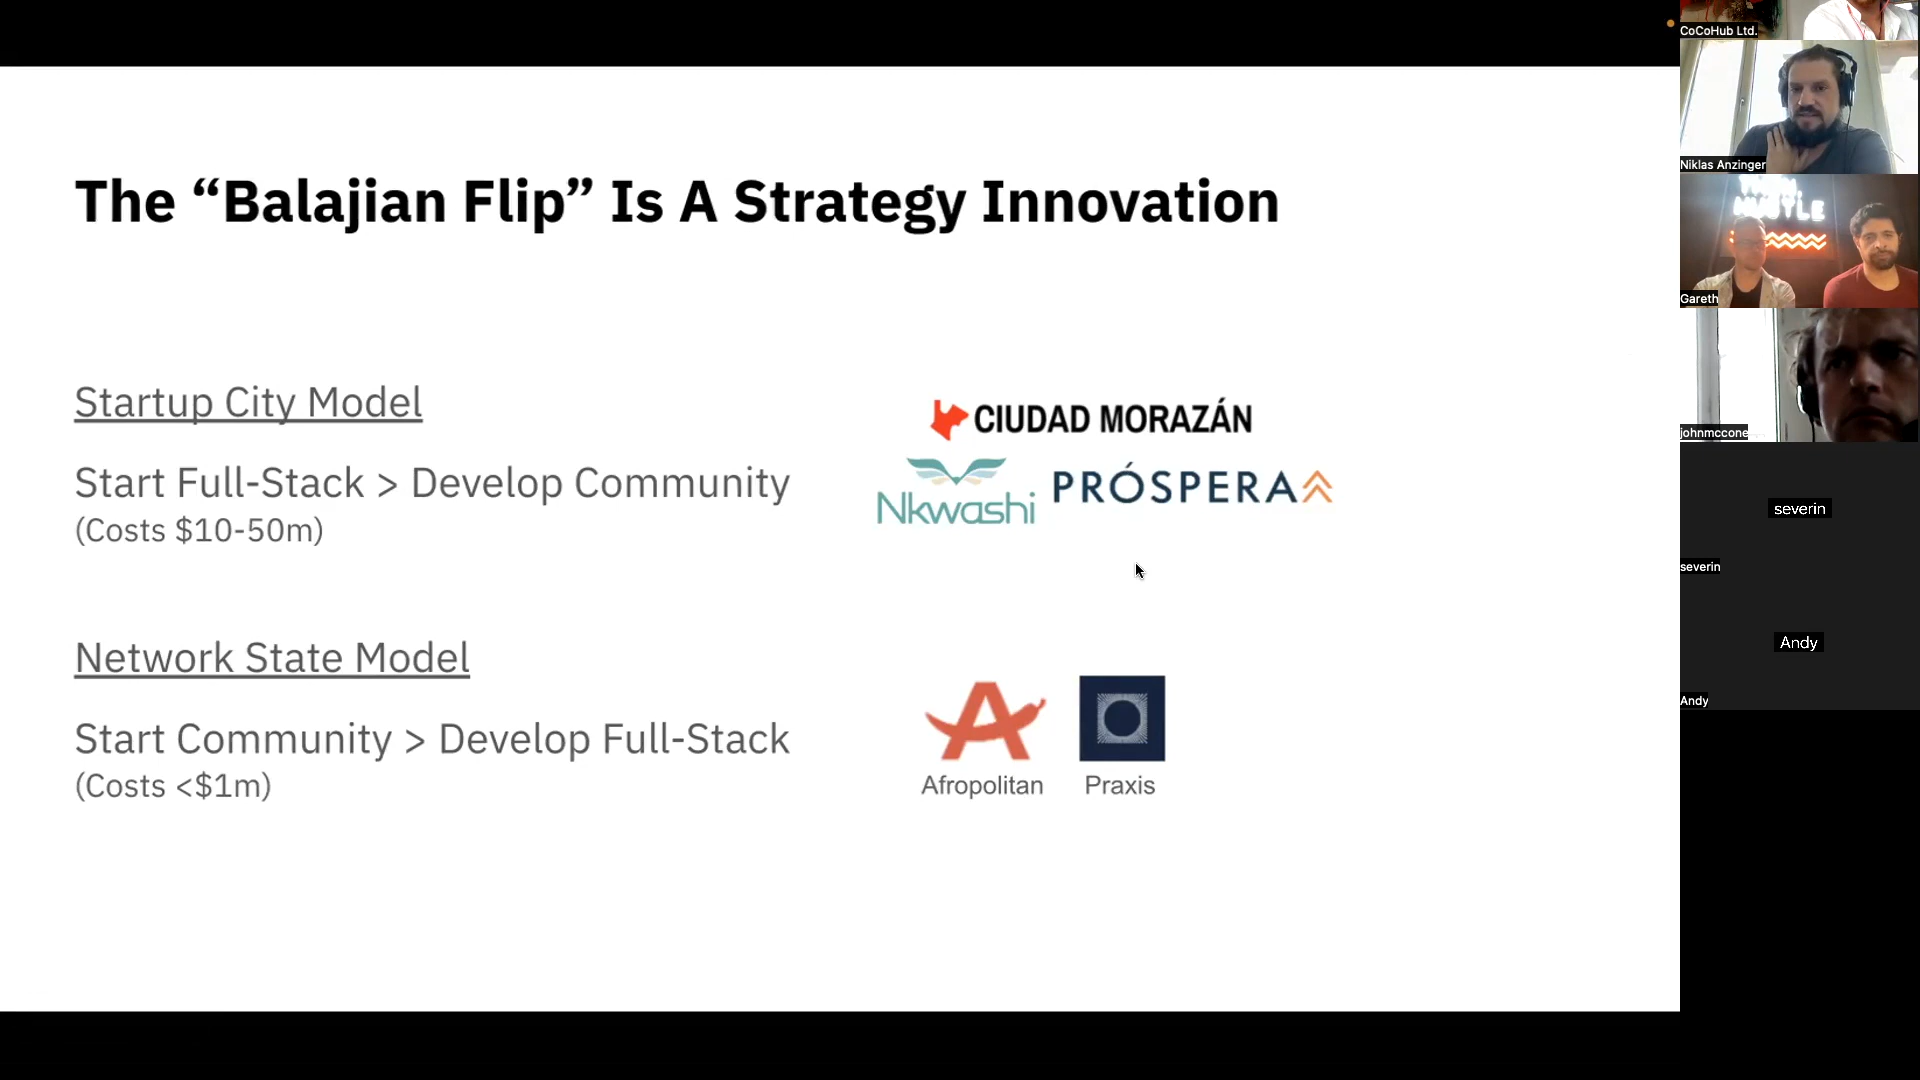 The “Balajian Flip” Is A Strategy Innovation
Startup City Model
Start Full-Stack > Develop Community
(Costs $10-50m)
CIUDAD MORAZÁN
Nkwashi
PRÓSPERA
Network State Model
Start Community > Develop Full-Stack
(Costs <$1m)
Afropolitan
Praxis
CoCoHub Ltd.
Niklas Anzinger
Gareth
johnmccone
severin
severin
Andy
Andy